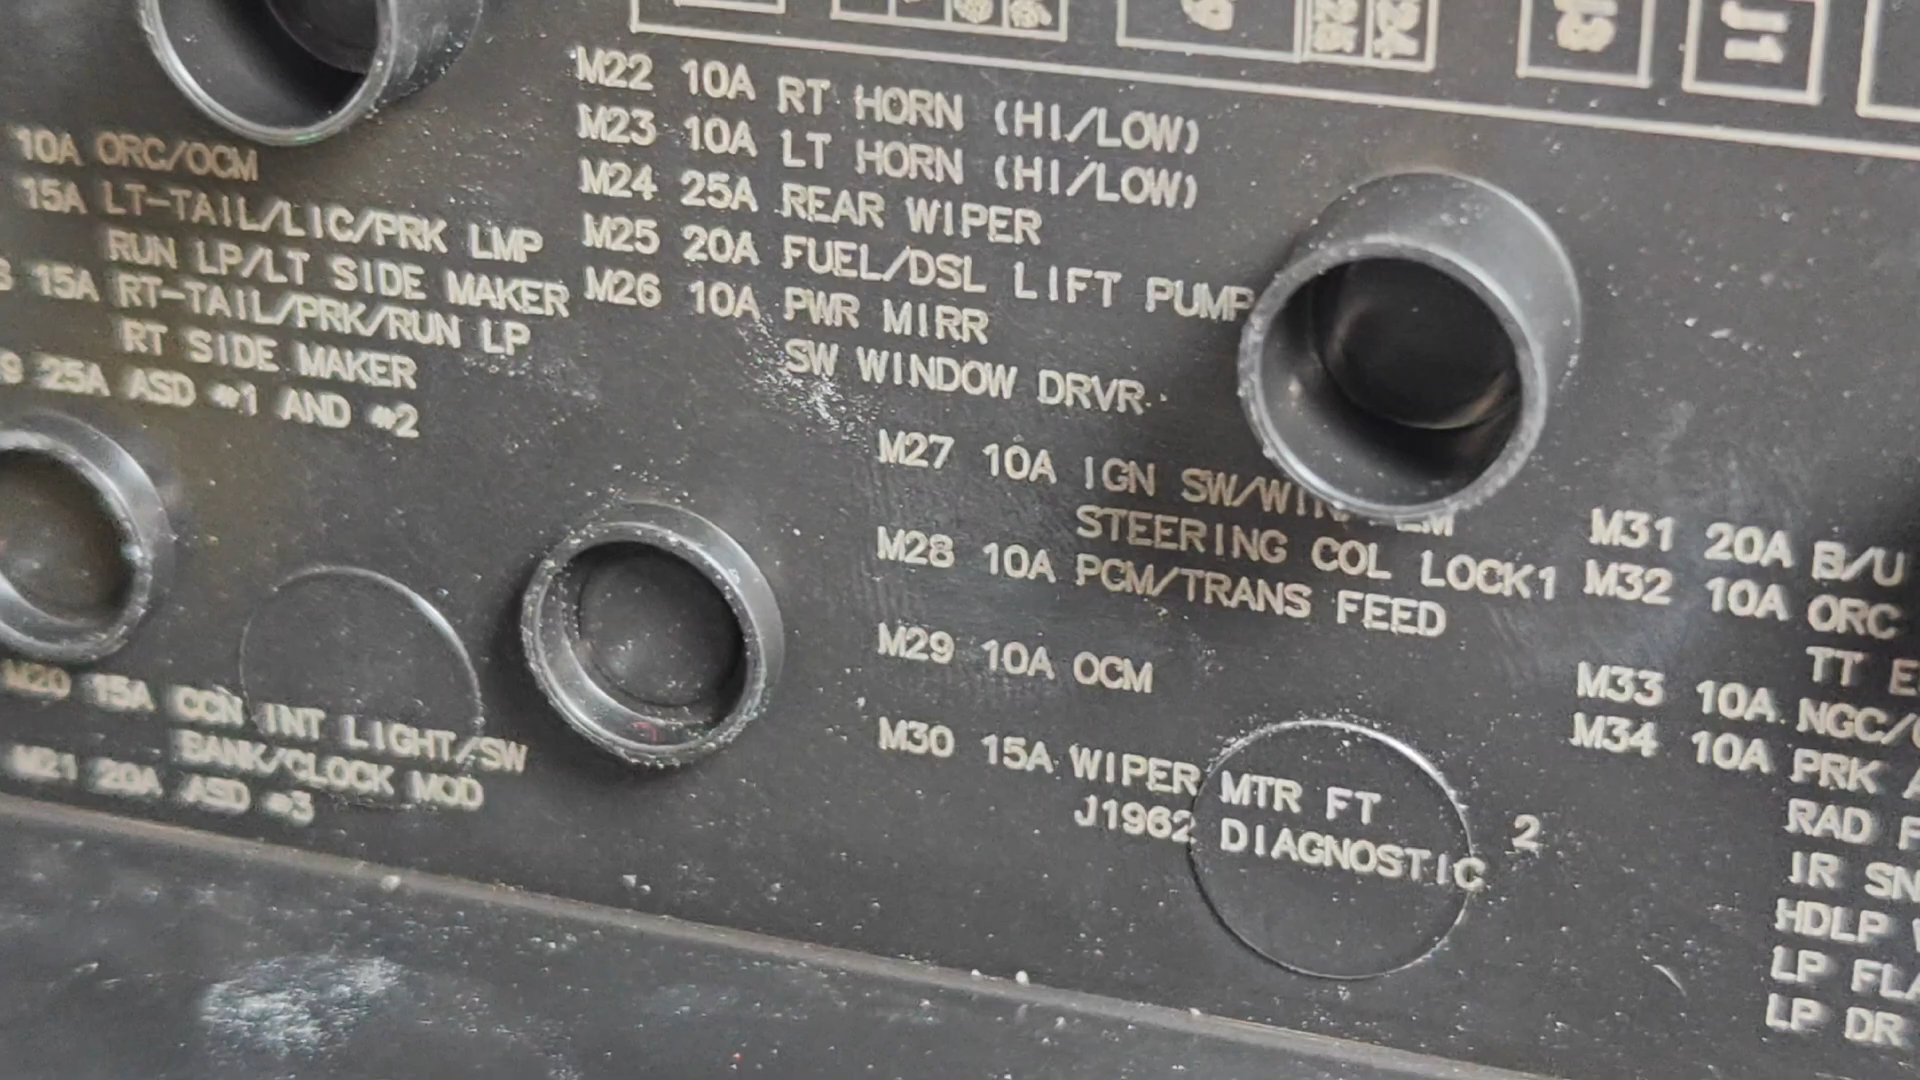 25
24
J1
10A ORC/OCM
15A LT-TAIL/LIC/PRK LMP
RUN LP/LT SIDE MAKER
15A RT-TAIL/PRK/RUN LP
RT SIDE MAKER
25A ASD #1 AND #2
M20 15A CCN INT LIGHT/SW
BANK/CLOCK MOD
M21 20A ASD #3
M22 10A RT HORN (HI/LOW)
M23 10A LT HORN (HI/LOW)
M24 25A REAR WIPER
M25 20A FUEL/DSL LIFT PUMP
M26 10A PWR MIRR
SW WINDOW DRVR
M27 10A IGN SW/
STEERING COL LOCK1
M28 10A PCM/TRANS FEED
M29 10A OCM
M30 15A WIPER MTR FT
J1962 DIAGNOSTIC
2
M31 20A B/U
M32 10A ORC
TT
M33 10A NGC/
M34 10A PRK
RAD
IR
HDLP
LP
LP DR